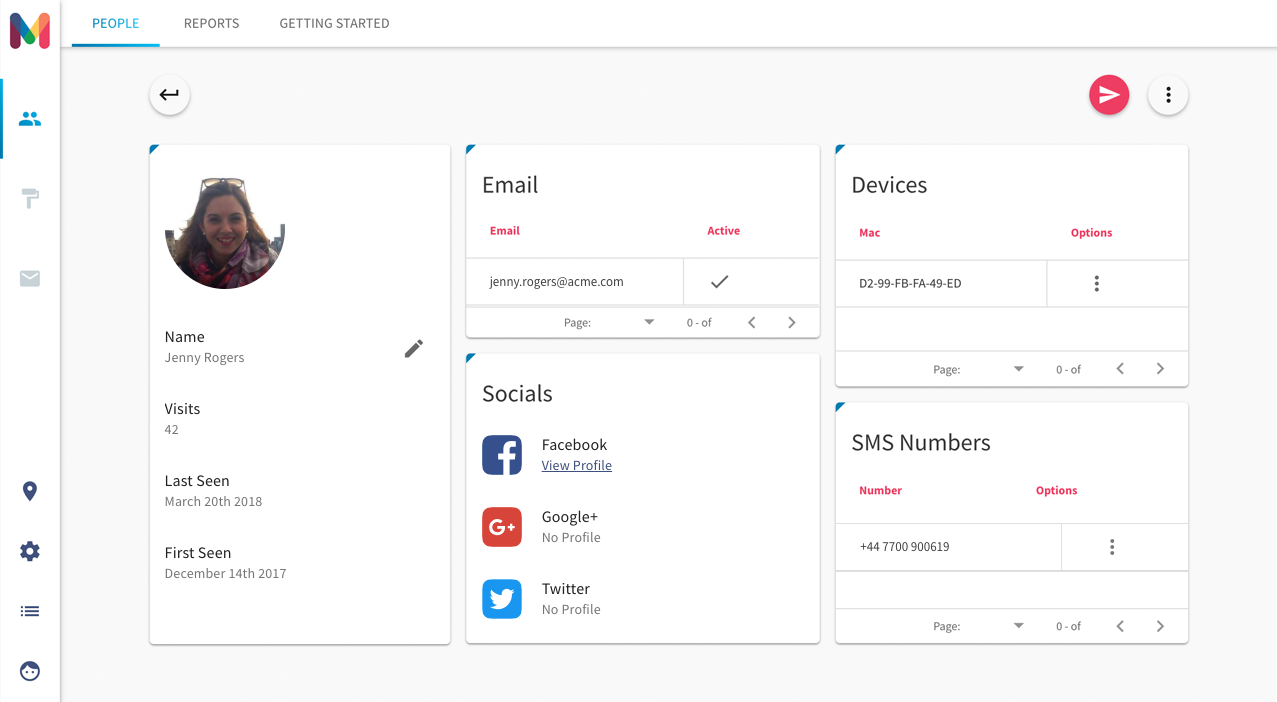 PEOPLE
REPORTS
GETTING STARTED
Name
Jenny Rogers
Visits
42
Last Seen
March 20th 2018
First Seen
December 14th 2017
Email
Email Active
jenny.rogers@acme.com
Page: 0 - of
Socials
Facebook
View Profile
Google+
No Profile
Twitter
No Profile
Devices
Mac Options
D2-99-FB-FA-49-ED
Page: 0 - of
SMS Numbers
Number Options
+44 7700 900619
Page: 0 - of